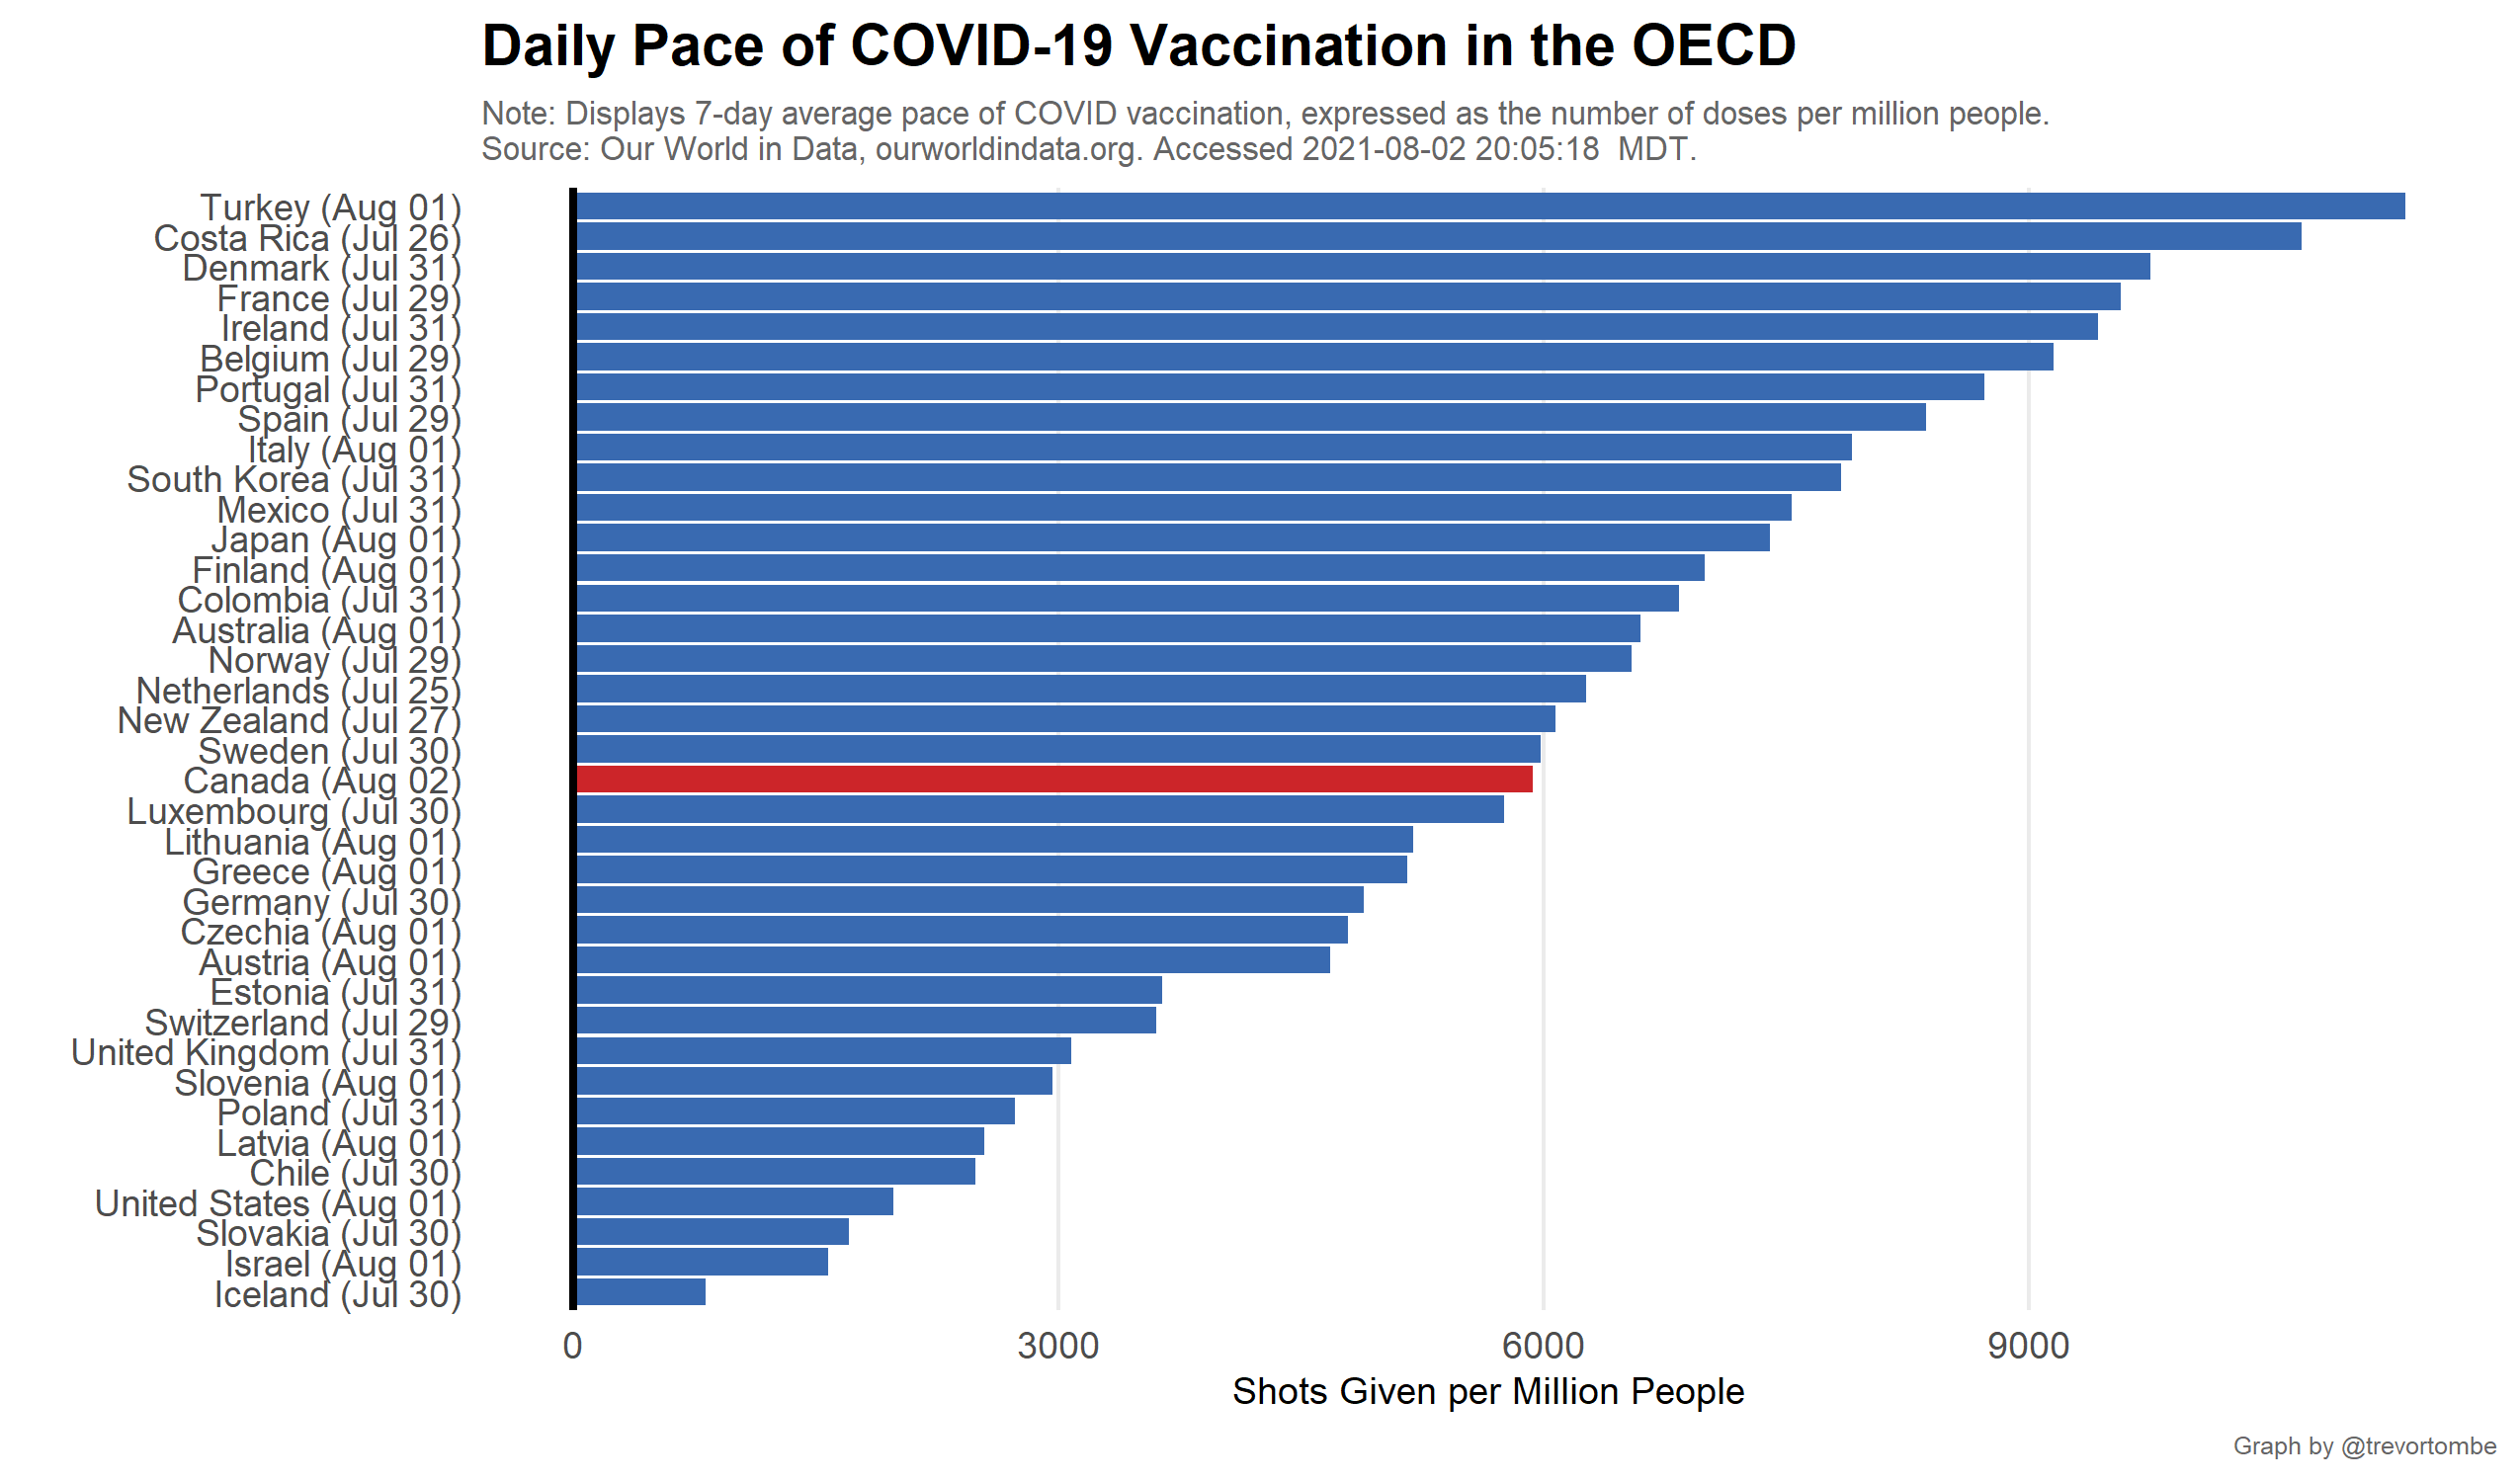 Daily Pace of COVID-19 Vaccination in the OECD
Note: Displays 7-day average pace of COVID vaccination, expressed as the number of doses per million people.
Source: Our World in Data, ourworldindata.org. Accessed 2021-08-02 20:05:18  MDT.
Turkey (Aug 01)
Costa Rica (Jul 26)
Denmark (Jul 31)
France (Jul 29)
Ireland (Jul 31)
Belgium (Jul 29)
Portugal (Jul 31)
Spain (Jul 29)
Italy (Aug 01)
South Korea (Jul 31)
Mexico (Jul 31)
Japan (Aug 01)
Finland (Aug 01)
Colombia (Jul 31)
Australia (Aug 01)
Norway (Jul 29)
Netherlands (Jul 25)
New Zealand (Jul 27)
Sweden (Jul 30)
Canada (Aug 02)
Luxembourg (Jul 30)
Lithuania (Aug 01)
Greece (Aug 01)
Germany (Jul 30)
Czechia (Aug 01)
Austria (Aug 01)
Estonia (Jul 31)
Switzerland (Jul 29)
United Kingdom (Jul 31)
Slovenia (Aug 01)
Poland (Jul 31)
Latvia (Aug 01)
Chile (Jul 30)
United States (Aug 01)
Slovakia (Jul 30)
Israel (Aug 01)
Iceland (Jul 30)
0 3000 6000 9000
Shots Given per Million People
Graph by @trevortombe